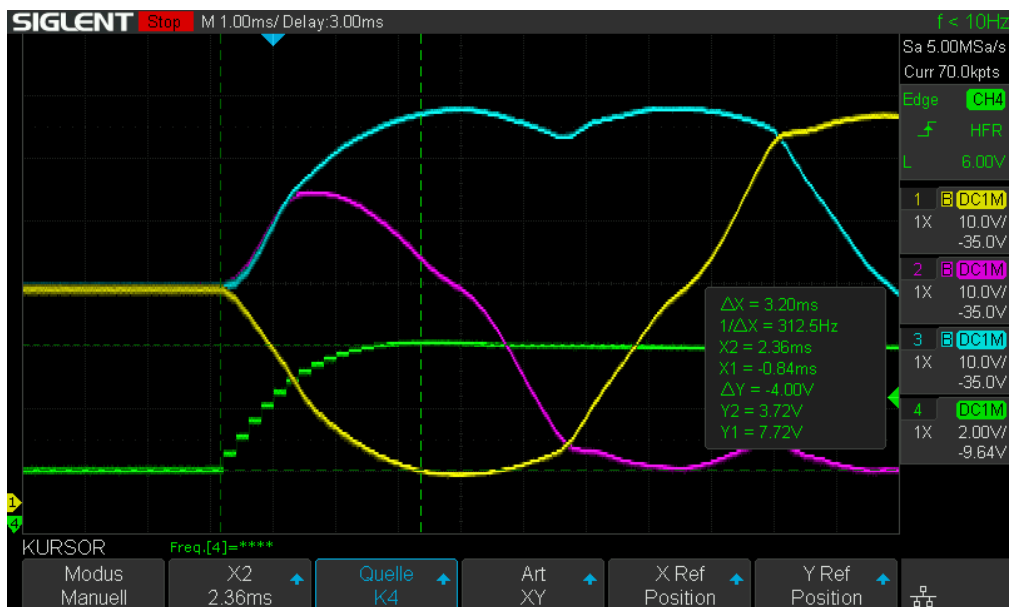 SIGLENT Stop M 1.00ms/ Delay:3.00ms f < 10Hz
Sa 5.00MSa/s
Curr 70.0kpts
Edge CH4
HFR
L 6.00V
1 B DC1M
1X 10.0V/
-35.0V
2 B DC1M
1X 10.0V/
-35.0V
3 B DC1M
1X 10.0V/
-35.0V
4 DC1M
1X 2.00V/
-9.64V
△X = 3.20ms
1/△X = 312.5Hz
X2 = 2.36ms
X1 = -0.84ms
△Y = -4.00V
Y2 = 3.72V
Y1 = 7.72V
1
4
KURSOR Freq.[4]=****
Modus X2 Quelle Art X Ref Y Ref
Manuell 2.36ms K4 XY Position Position